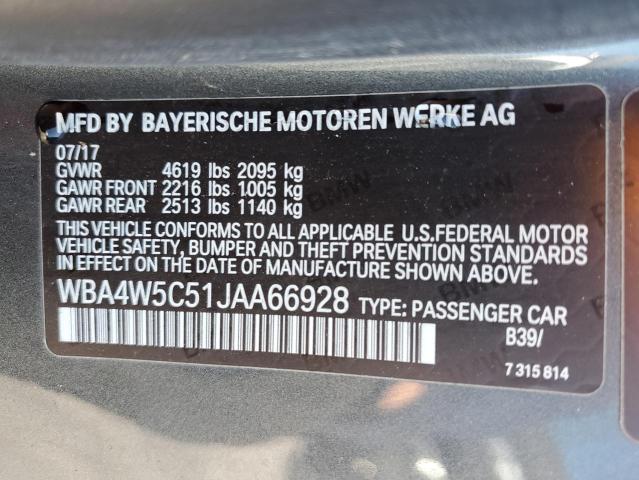 MFD BY BAYERISCHE MOTOREN WERKE AG
07/17
GVWR 4619 lbs 2095 kg
GAWR FRONT 2216 lbs 1005 kg
GAWR REAR 2513 lbs 1140 kg
THIS VEHICLE CONFORMS TO ALL APPLICABLE U.S.FEDERAL MOTOR
VEHICLE SAFETY, BUMPER AND THEFT PREVENTION STANDARDS
IN EFFECT ON THE DATE OF MANUFACTURE SHOWN ABOVE.
WBA4W5C51JAA66928 TYPE: PASSENGER CAR
B39/
7 315 814